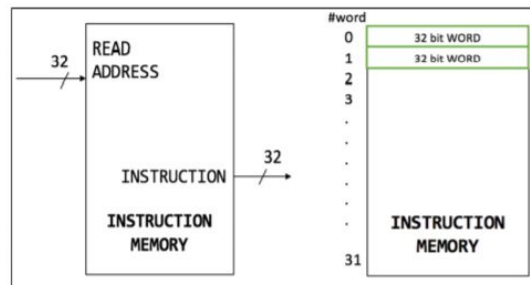 32
READ
ADDRESS
INSTRUCTION
32
INSTRUCTION
MEMORY
#word
0
32 bit WORD
1
32 bit WORD
2
3
.
.
.
.
.
.
31
INSTRUCTION
MEMORY